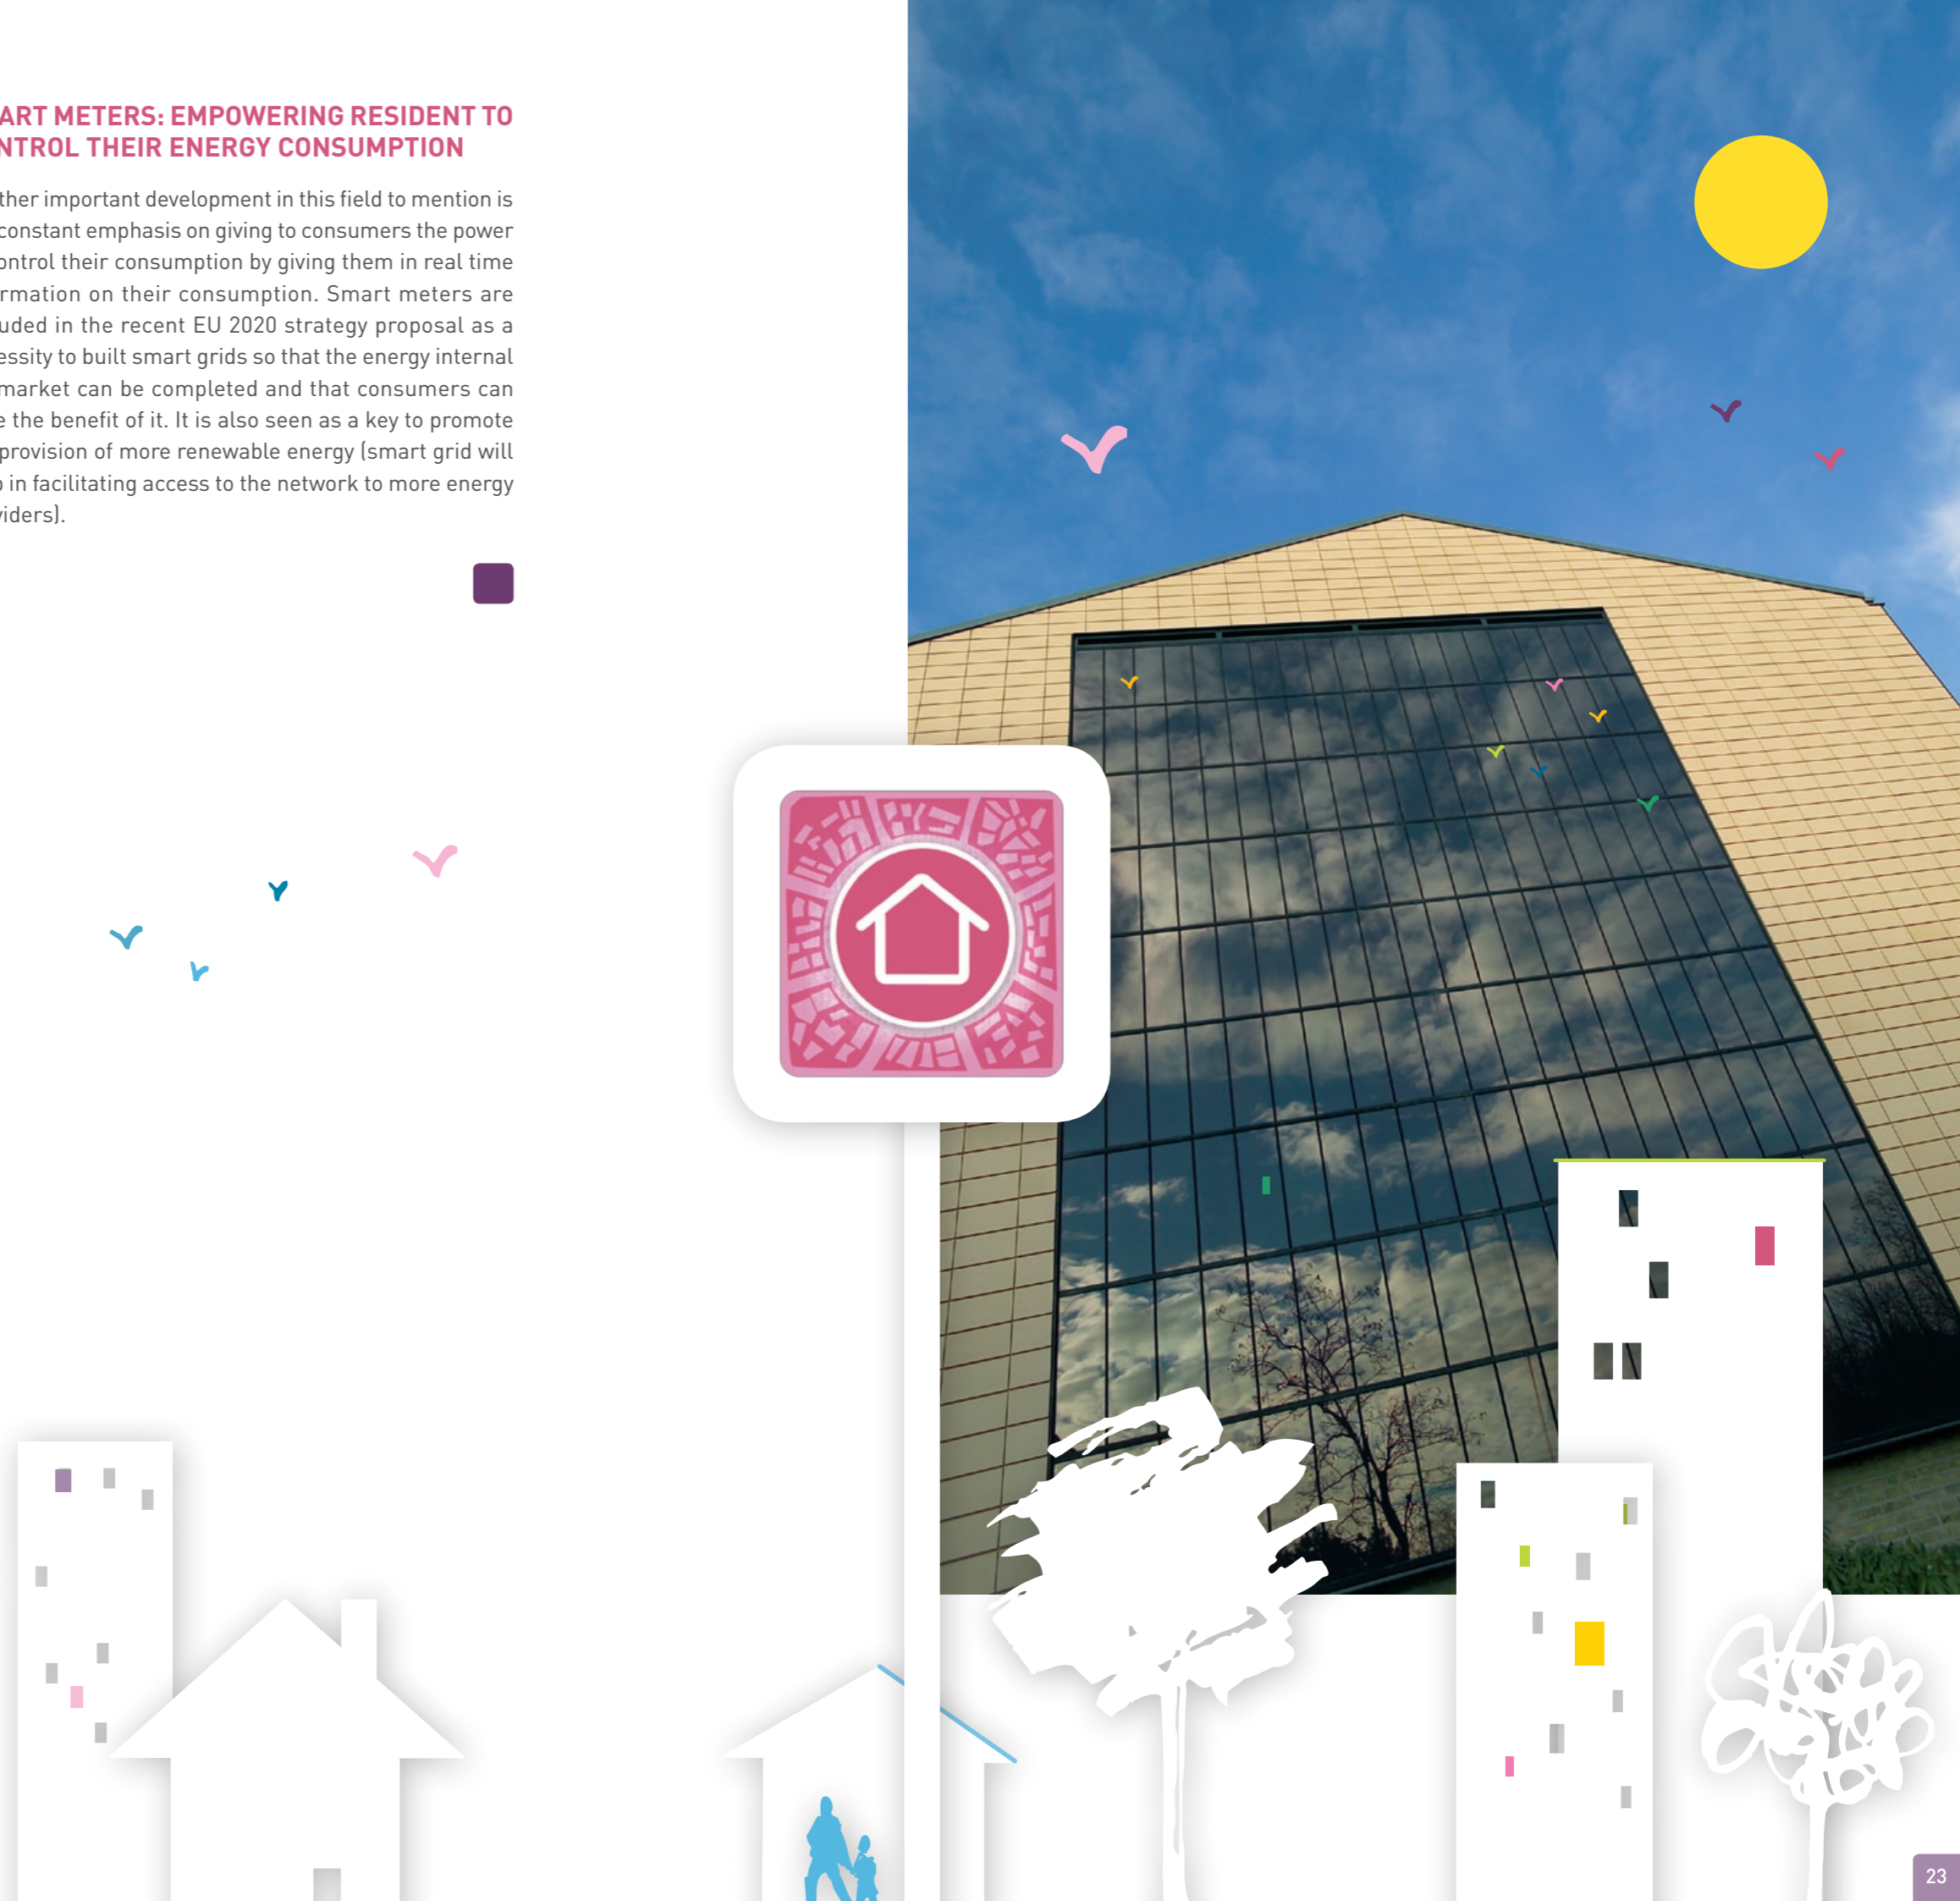 ART METERS: EMPOWERING RESIDENT TO
NTROL THEIR ENERGY CONSUMPTION
ther important development in this field to mention is
constant emphasis on giving to consumers the power
ontrol their consumption by giving them in real time
rmation on their consumption. Smart meters are
uded in the recent EU 2020 strategy proposal as a
essity to built smart grids so that the energy internal
market can be completed and that consumers can
e the benefit of it. It is also seen as a key to promote
provision of more renewable energy (smart grid will
p in facilitating access to the network to more energy
viders).
23